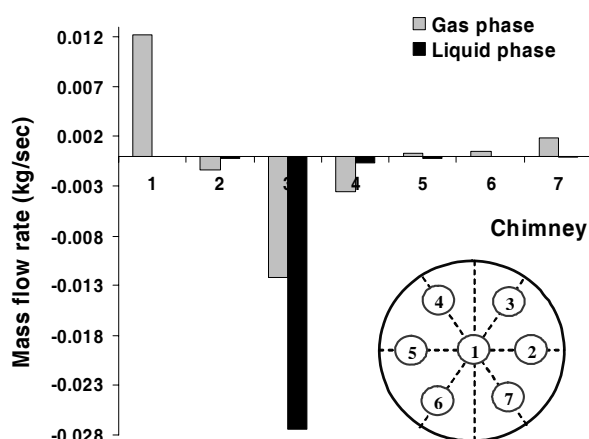 Gas phase
Liquid phase
Mass flow rate (kg/sec)
0.012
0.007
0.002
-0.003
-0.008
-0.013
-0.018
-0.023
-0.028
1 2 3 4 5 6 7
Chimney
4 3
5 1 2
6 7